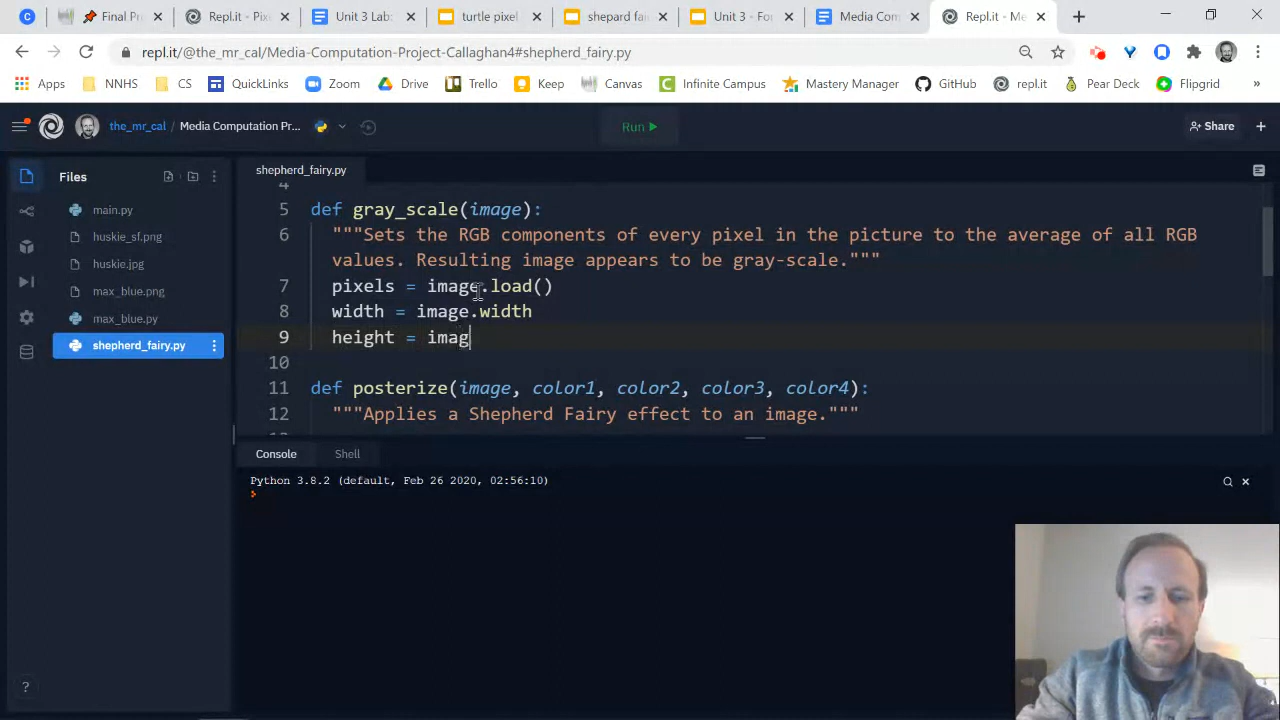 Final Pr
Repl.it - Pix
Unit 3 Lab:
turtle pixel
shepard fai
Unit 3 - For
Media Com
Repl.it - Me
repl.it/@the_mr_cal/Media-Computation-Project-Callaghan4#shepherd_fairy.py
Apps NNHS CS QuickLinks Zoom Drive Trello Keep Canvas Infinite Campus Mastery Manager GitHub repl.it Pear Deck Flipgrid »
the_mr_cal / Media Computation Pr... Run Share
Files
main.py
huskie_sf.png
huskie.jpg
max_blue.png
max_blue.py
shepherd_fairy.py
shepherd_fairy.py
4
5 def gray_scale(image):
6 """Sets the RGB components of every pixel in the picture to the average of all RGB
values. Resulting image appears to be gray-scale."""
7 pixels = image.load()
8 width = image.width
9 height = imag
10
11 def posterize(image, color1, color2, color3, color4):
12 """Applies a Shepherd Fairy effect to an image."""
Console Shell
Python 3.8.2 (default, Feb 26 2020, 02:56:10)
?